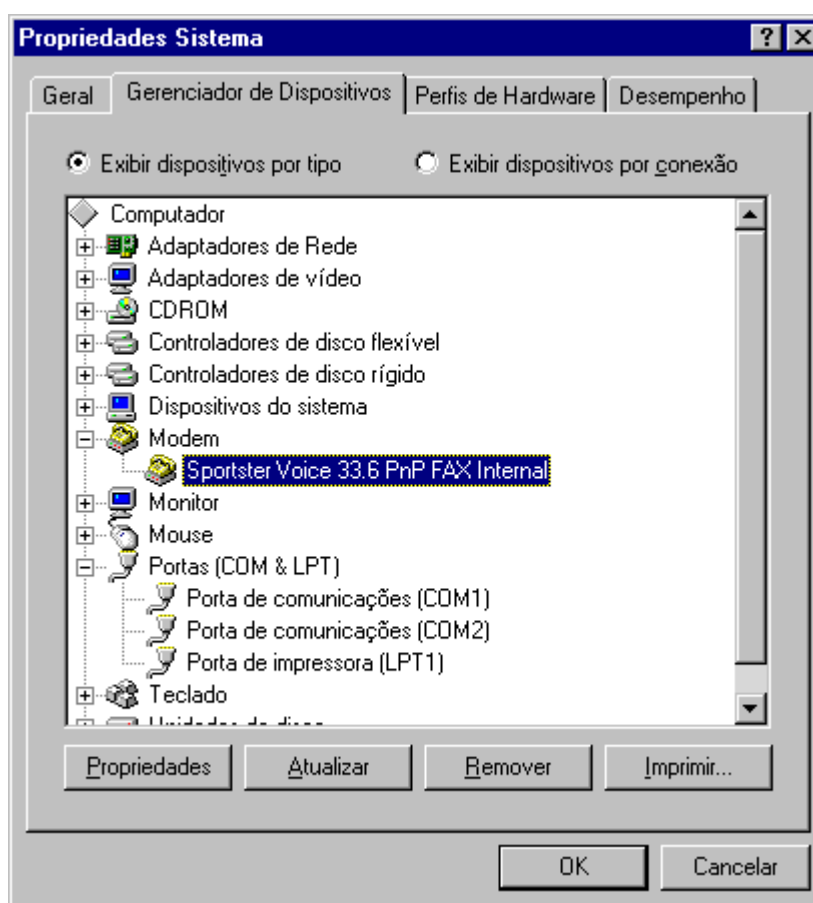 Propriedades Sistema
Geral Gerenciador de Dispositivos Perfis de Hardware Desempenho
Exibir dispositivos por tipo Exibir dispositivos por conexão
Computador
Adaptadores de Rede
Adaptadores de vídeo
CDROM
Controladores de disco flexível
Controladores de disco rígido
Dispositivos do sistema
Modem
Sportster Voice 33.6 PnP FAX Internal
Monitor
Mouse
Portas (COM & LPT)
Porta de comunicações (COM1)
Porta de comunicações (COM2)
Porta de impressora (LPT1)
Teclado
Unidades de disco
Propriedades Atualizar Remover Imprimir...
OK Cancelar